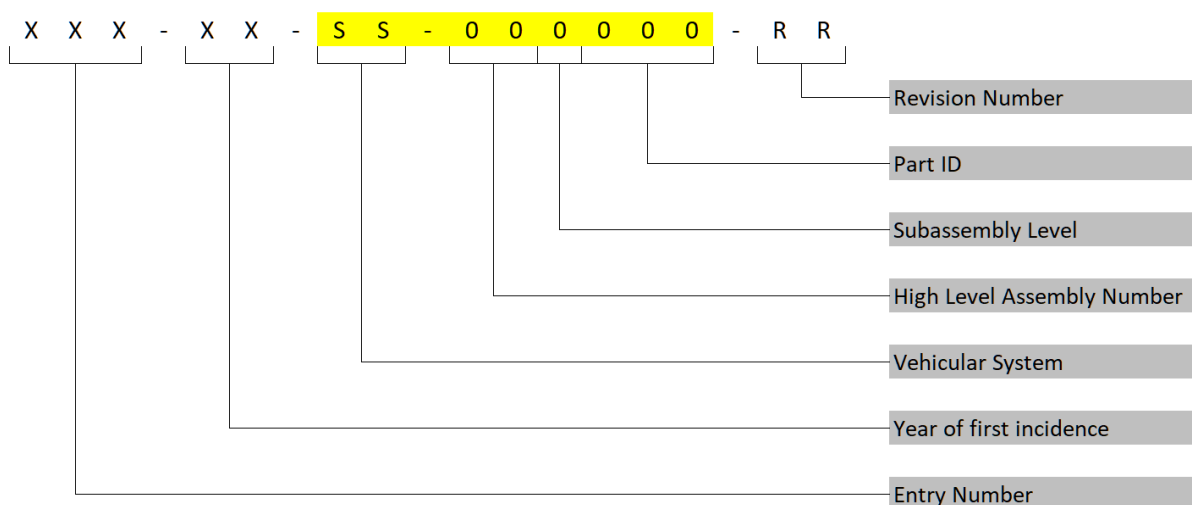 X X X - X X - S S - 0 0 0 0 0 0 - R R
Revision Number
Part ID
Subassembly Level
High Level Assembly Number
Vehicular System
Year of first incidence
Entry Number